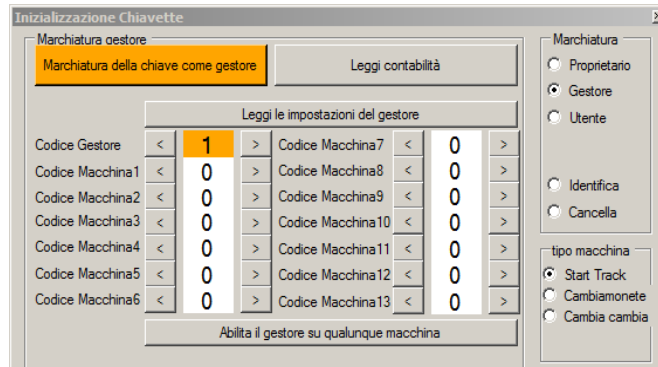 Inizializzazione Chiavette
Marchiatura gestore
Marchiatura della chiave come gestore
Leggi contabilità
Leggi le impostazioni del gestore
Codice Gestore < 1 > Codice Macchina7 < 0 >
Codice Macchina1 < 0 > Codice Macchina8 < 0 >
Codice Macchina2 < 0 > Codice Macchina9 < 0 >
Codice Macchina3 < 0 > Codice Macchina10 < 0 >
Codice Macchina4 < 0 > Codice Macchina11 < 0 >
Codice Macchina5 < 0 > Codice Macchina12 < 0 >
Codice Macchina6 < 0 > Codice Macchina13 < 0 >
Abilita il gestore su qualunque macchina
Marchiatura
Proprietario
Gestore
Utente
Identifica
Cancella
tipo macchina
Start Track
Cambiamonete
Cambia cambia